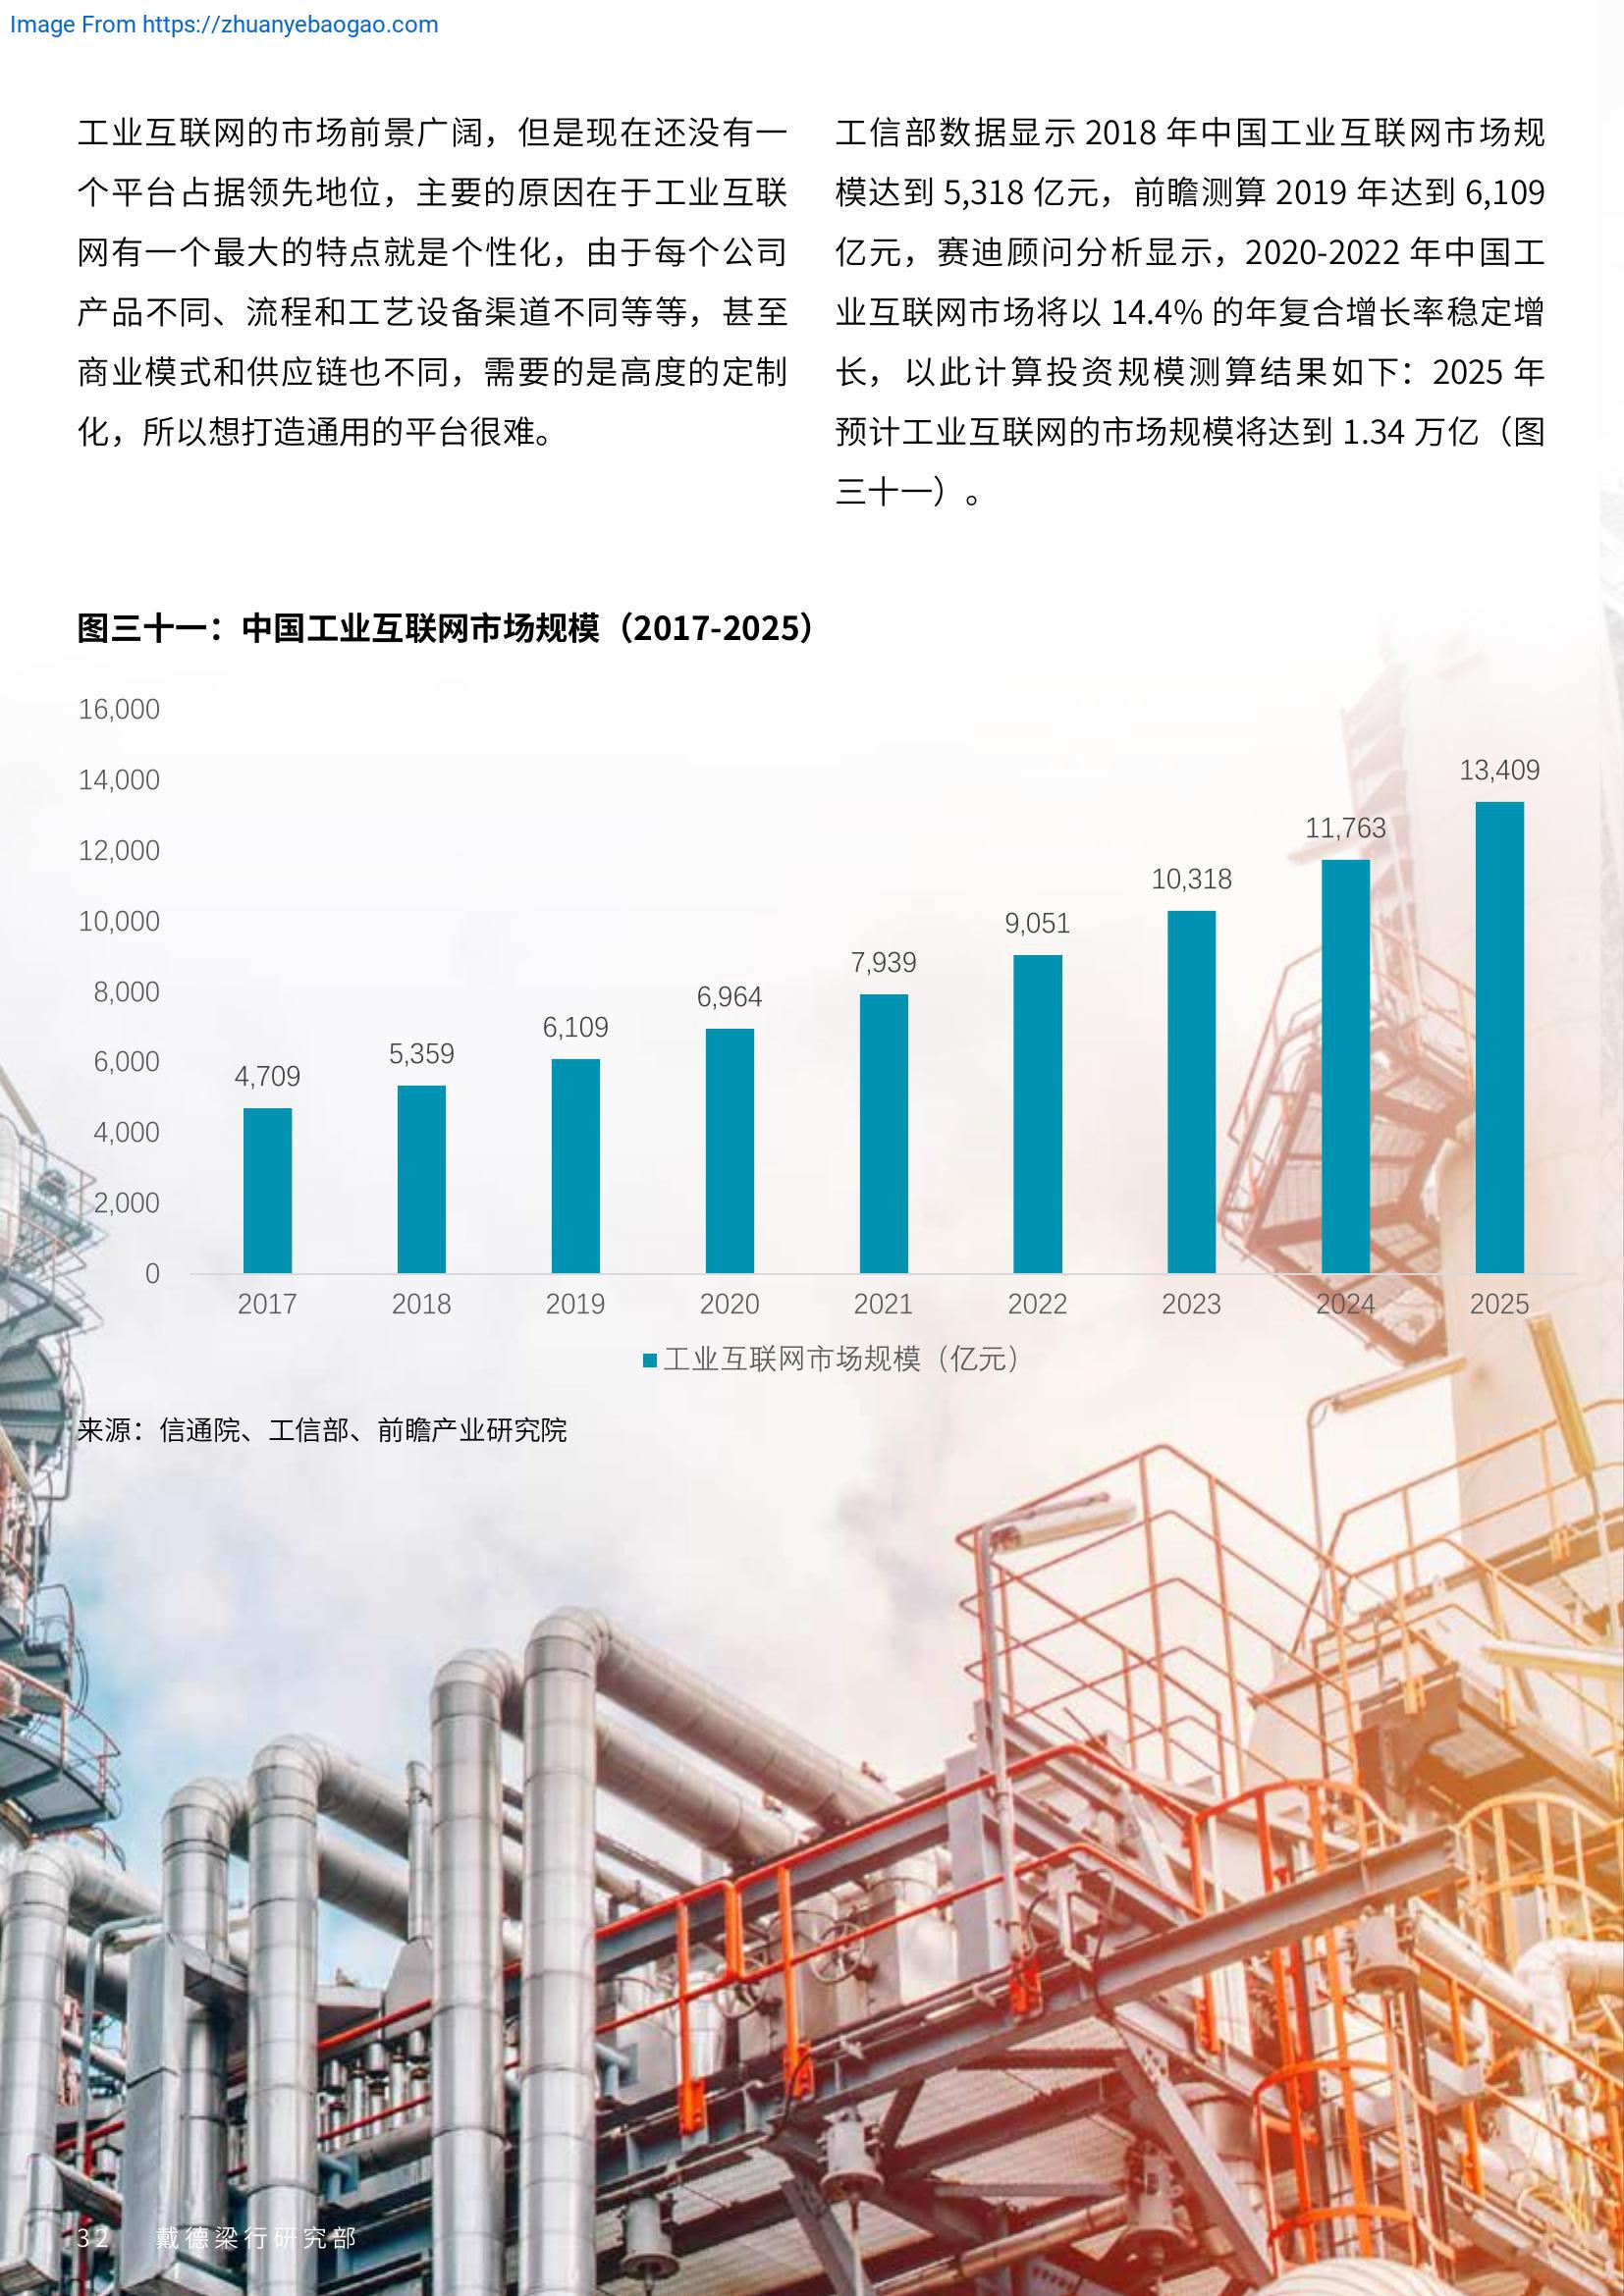 Image From https://zhuanyebaogao.com
工业互联网的市场前景广阔，但是现在还没有一
个平台占据领先地位，主要的原因在于工业互联
网有一个最大的特点就是个性化，由于每个公司
产品不同、流程和工艺设备渠道不同等等，甚至
商业模式和供应链也不同，需要的是高度的定制
化，所以想打造通用的平台很难。
工信部数据显示 2018 年中国工业互联网市场规
模达到 5,318 亿元，前瞻测算 2019 年达到 6,109
亿元，赛迪顾问分析显示，2020-2022 年中国工
业互联网市场将以 14.4% 的年复合增长率稳定增
长，以此计算投资规模测算结果如下：2025 年
预计工业互联网的市场规模将达到 1.34 万亿（图
三十一）。
图三十一：中国工业互联网市场规模（2017-2025）
16,000
14,000
12,000
10,000
8,000
6,000
4,000
2,000
0
4,709
5,359
6,109
6,964
7,939
9,051
10,318
11,763
13,409
2017 2018 2019 2020 2021 2022 2023 2024 2025
工业互联网市场规模（亿元）
来源：信通院、工信部、前瞻产业研究院
32 戴德梁行研究部